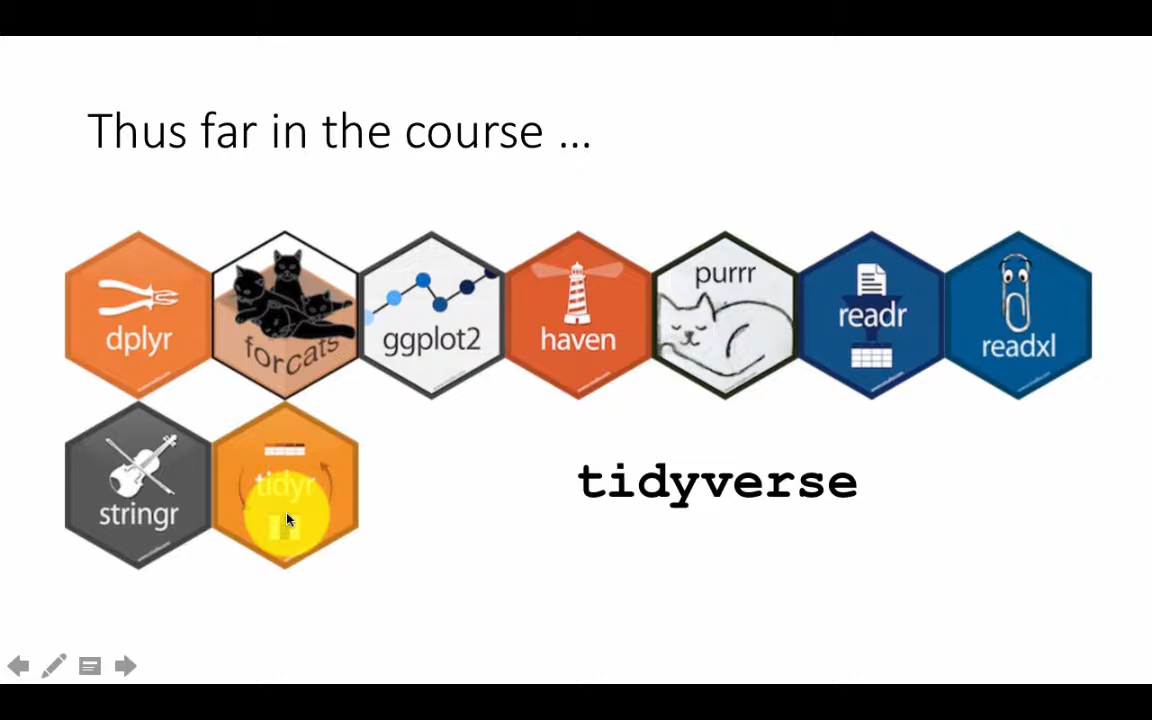 Thus far in the course ...
dplyr
forcats
ggplot2
haven
purrr
readr
readxl
stringr
tidyr
tidyverse